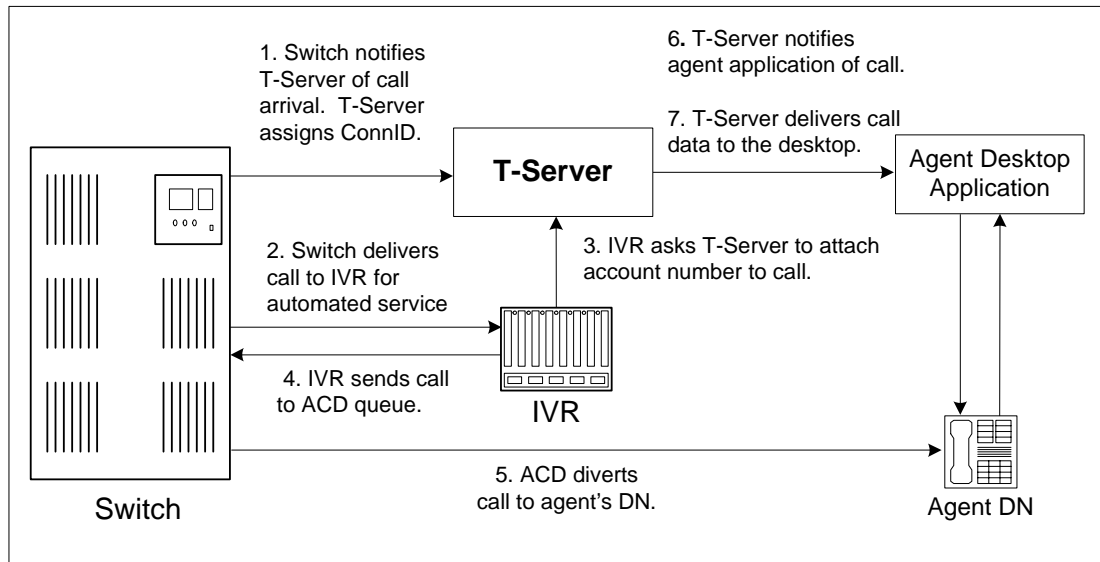 1. Switch notifies
T-Server of call
arrival.  T-Server
assigns ConnID.
6. T-Server notifies
agent application of call.
7. T-Server delivers call
data to the desktop.
T-Server
Agent Desktop
Application
2. Switch delivers
call to IVR for
automated service
3. IVR asks T-Server to attach
account number to call.
4. IVR sends call
to ACD queue.
IVR
5. ACD diverts
call to agent's DN.
Switch
Agent DN